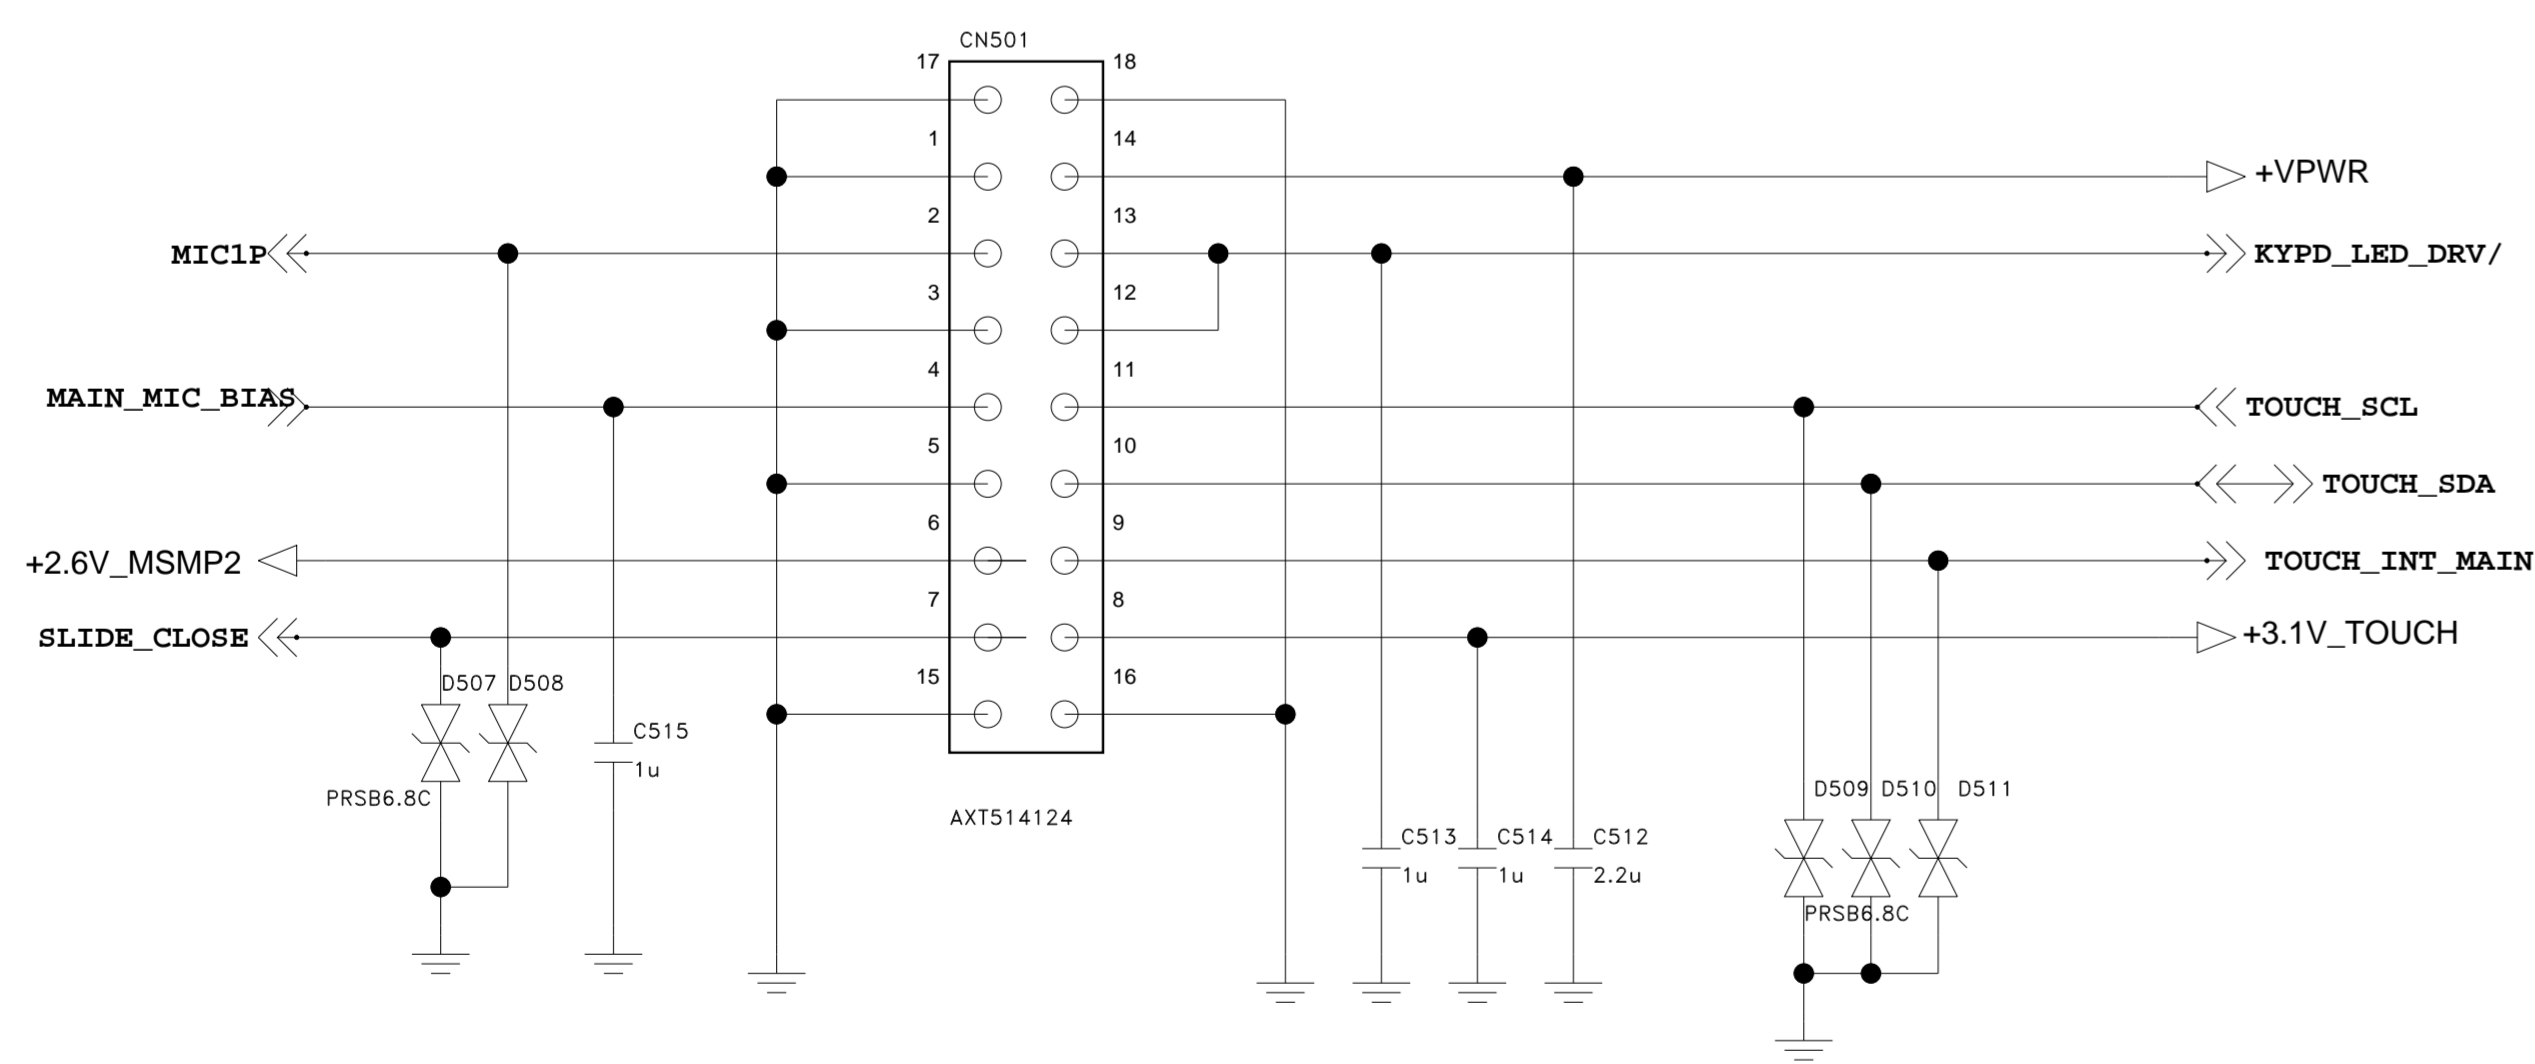 CN501
17 18
1 14
+VPWR
2 13
MIC1P KYPD_LED_DRV/
3 12
4 11
MAIN_MIC_BIAS TOUCH_SCL
5 10
TOUCH_SDA
6 9
+2.6V_MSMP2 TOUCH_INT_MAIN
7 8
SLIDE_CLOSE +3.1V_TOUCH
15 16
D507 D508
C515
1u
PRSB6.8C
D509 D510 D511
AXT514124
C513 C514 C512
1u 1u 2.2u
PRSB6.8C